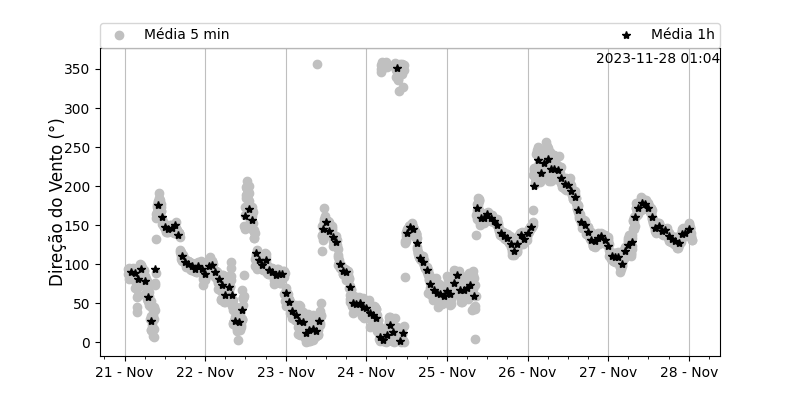 Média 5 min
Média 1h
2023-11-28 01:04
Direção do Vento (°)
350
300
250
200
150
100
50
0
21 - Nov
22 - Nov
23 - Nov
24 - Nov
25 - Nov
26 - Nov
27 - Nov
28 - Nov